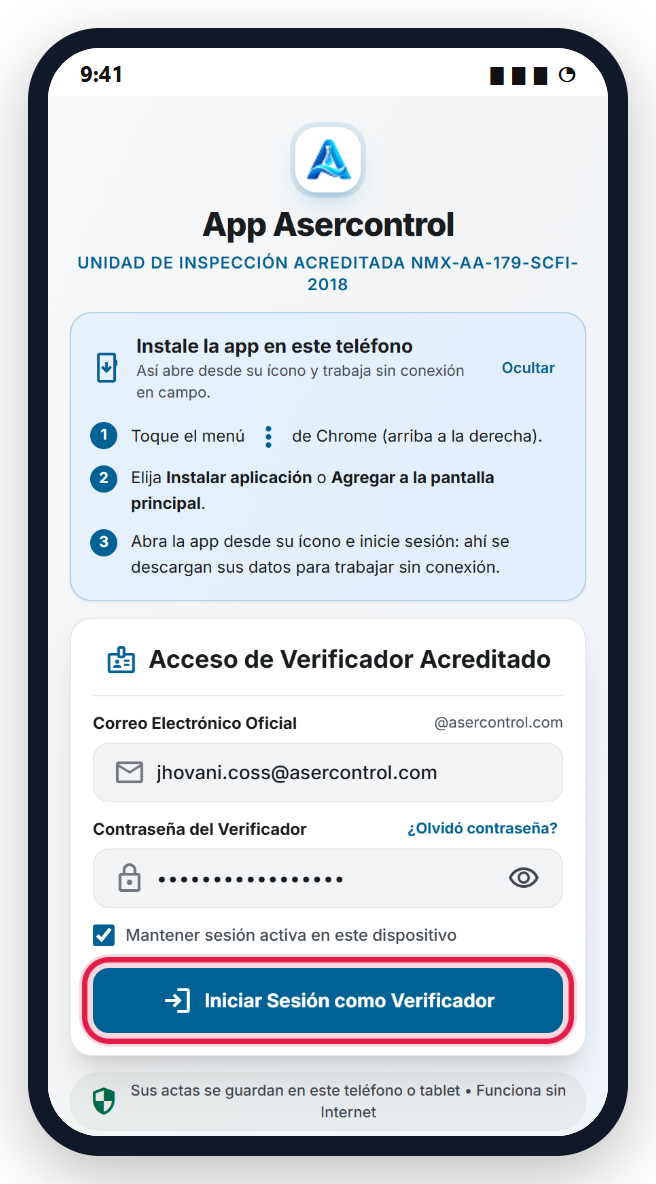 9:41
App Asercontrol
UNIDAD DE INSPECCIÓN ACREDITADA NMX-AA-179-SCFI-
2018
Instale la app en este teléfono
Así abre desde su ícono y trabaja sin conexión
en campo.
Ocultar
1 Toque el menú ⋮ de Chrome (arriba a la derecha).
2 Elija Instalar aplicación o Agregar a la pantalla
principal.
3 Abra la app desde su ícono e inicie sesión: ahí se
descargan sus datos para trabajar sin conexión.
Acceso de Verificador Acreditado
Correo Electrónico Oficial @asercontrol.com
jhovani.coss@asercontrol.com
Contraseña del Verificador ¿Olvidó contraseña?
•••••••••••••••••
Mantener sesión activa en este dispositivo
Iniciar Sesión como Verificador
Sus actas se guardan en este teléfono o tablet • Funciona sin
Internet